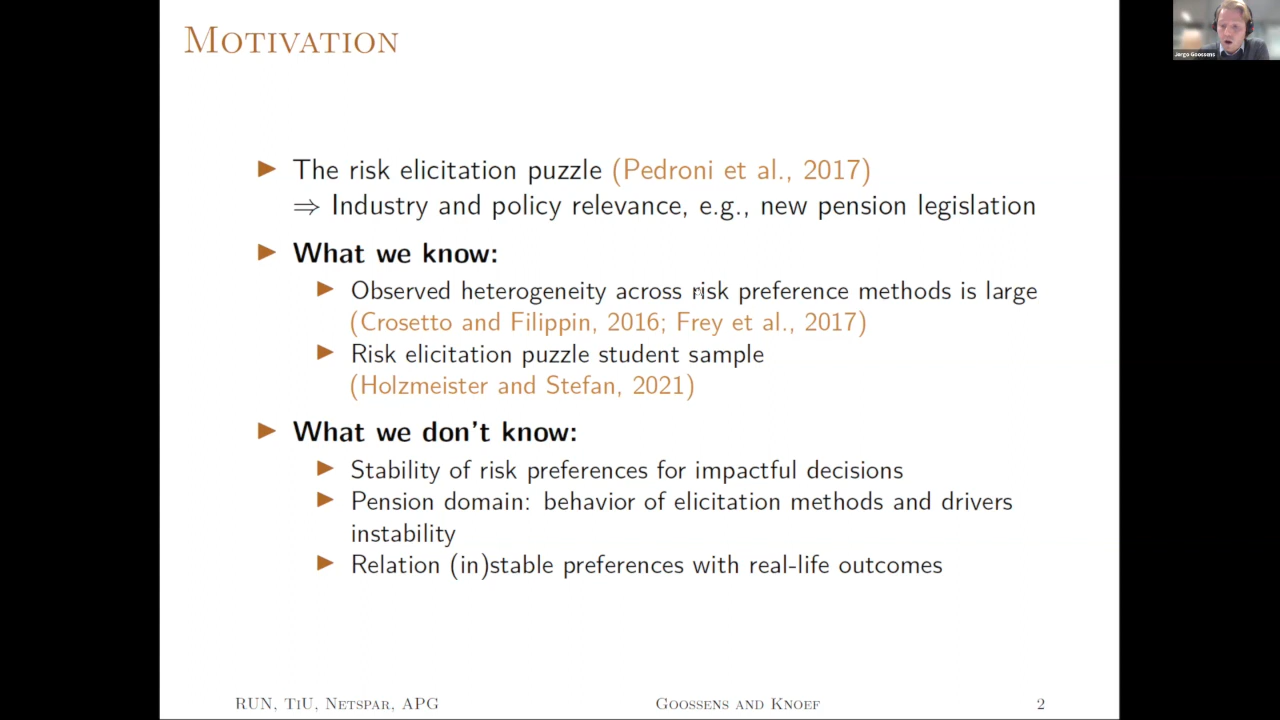 Motivation
Jorgo Goossens
▶ The risk elicitation puzzle (Pedroni et al., 2017)
⇒ Industry and policy relevance, e.g., new pension legislation
▶ What we know:
▶ Observed heterogeneity across risk preference methods is large
(Crosetto and Filippin, 2016; Frey et al., 2017)
▶ Risk elicitation puzzle student sample
(Holzmeister and Stefan, 2021)
▶ What we don't know:
▶ Stability of risk preferences for impactful decisions
▶ Pension domain: behavior of elicitation methods and drivers
instability
▶ Relation (in)stable preferences with real-life outcomes
RUN, TiU, Netspar, APG
Goossens and Knoef
2